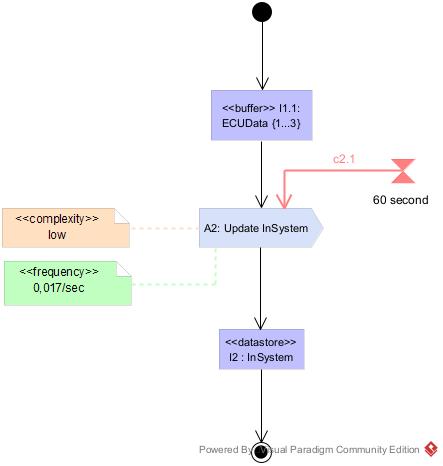 <<buffer>> I1.1:
ECUData {1...3}
c2.1
60 second
<<complexity>>
low
A2: Update InSystem
<<frequency>>
0,017/sec
<<datastore>>
I2 : InSystem
Powered By Visual Paradigm Community Edition